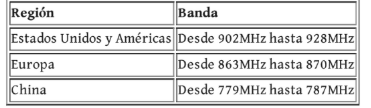 Región Banda
Estados Unidos y Américas Desde 902MHz hasta 928MHz
Europa Desde 863MHz hasta 870MHz
China Desde 779MHz hasta 787MHz